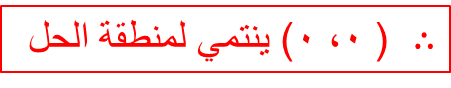 ∴ ( ٠، ٠) ينتمي لمنطقة الحل